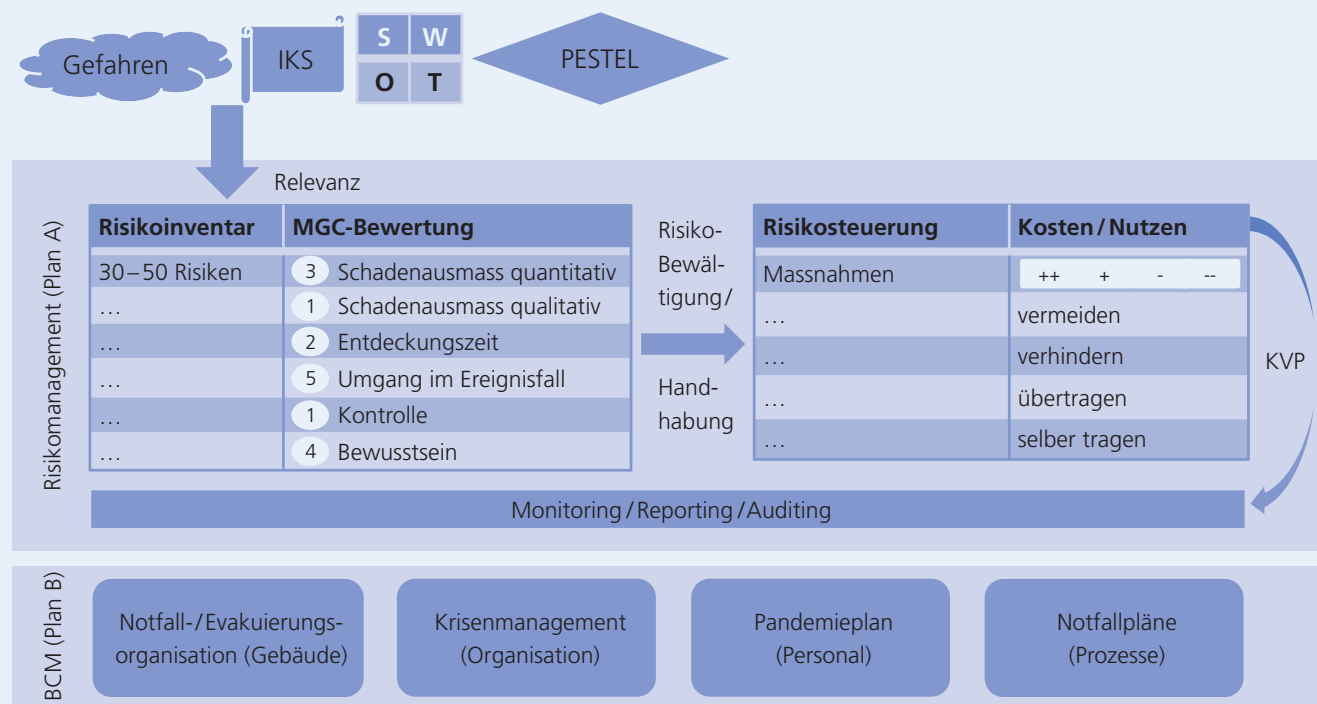 Gefahren
IKS
S W
O T
PESTEL
Relevanz
Risikomanagement (Plan A)
Risikoinventar MGC-Bewertung
30–50 Risiken 3 Schadenausmass quantitativ
… 1 Schadenausmass qualitativ
… 2 Entdeckungszeit
… 5 Umgang im Ereignisfall
… 1 Kontrolle
… 4 Bewusstsein
Risiko-
Bewäl-
tigung/
Hand-
habung
Risikosteuerung Kosten/Nutzen
Massnahmen ++ + - --
… vermeiden
… verhindern
… übertragen
… selber tragen
KVP
Monitoring/Reporting/Auditing
BCM (Plan B)
Notfall-/Evakuierungs-
organisation (Gebäude)
Krisenmanagement
(Organisation)
Pandemieplan
(Personal)
Notfallpläne
(Prozesse)